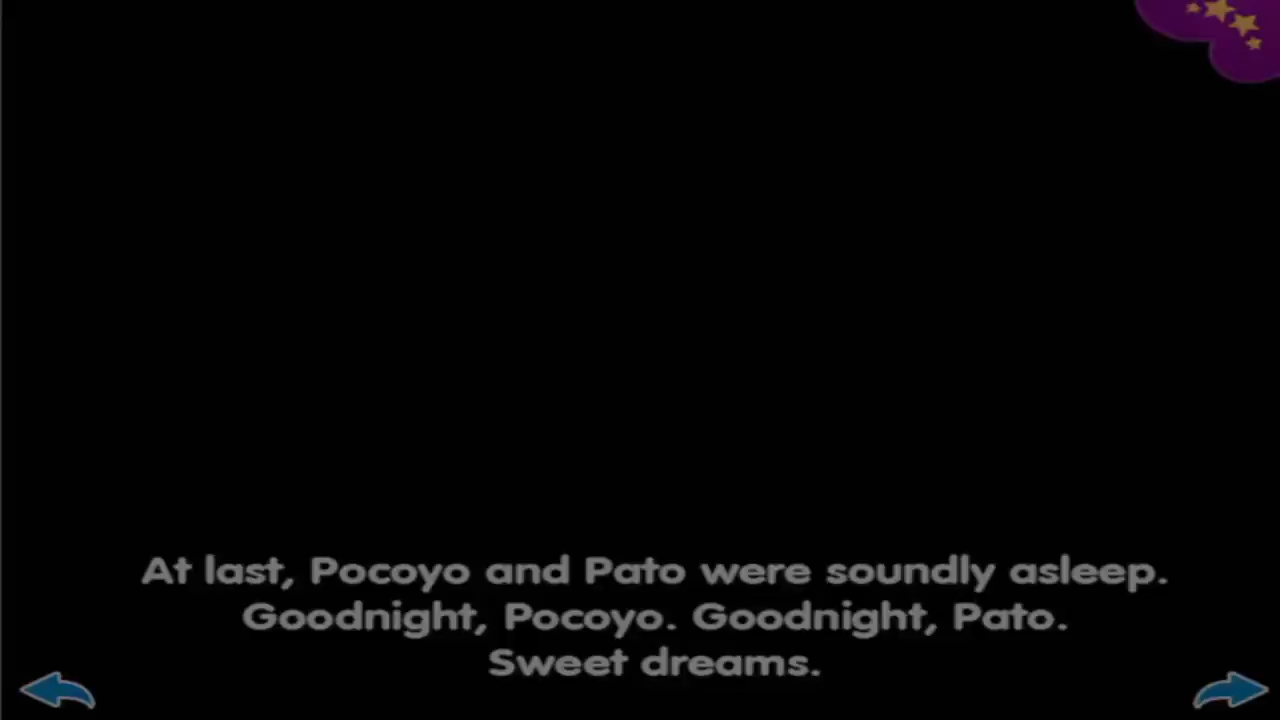 At last, Pocoyo and Pato were soundly asleep.
Goodnight, Pocoyo. Goodnight, Pato.
Sweet dreams.